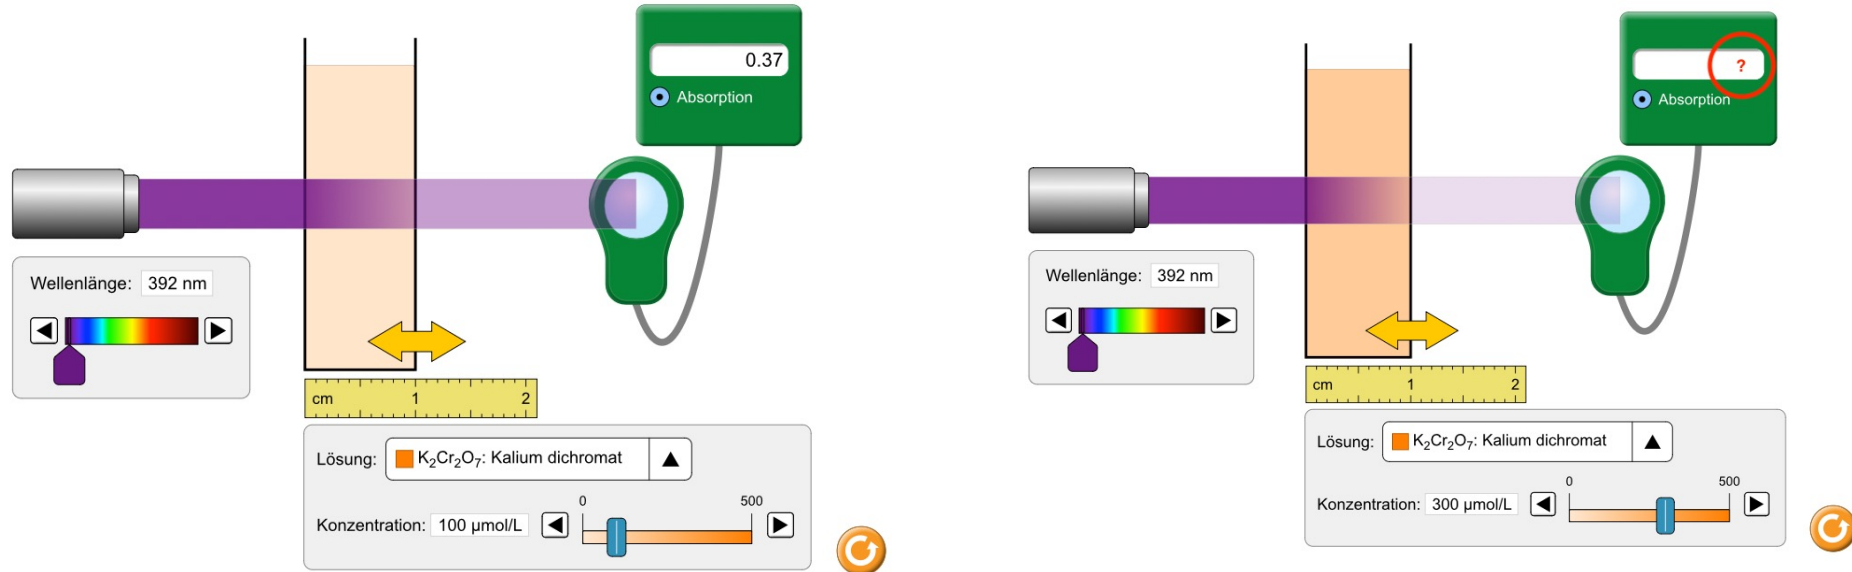 0.37
Absorption
Wellenlänge: 392 nm
cm 1 2
Lösung: K₂Cr₂O₇: Kalium dichromat
0 500
Konzentration: 100 µmol/L
?
Absorption
Wellenlänge: 392 nm
cm 1 2
Lösung: K₂Cr₂O₇: Kalium dichromat
0 500
Konzentration: 300 µmol/L